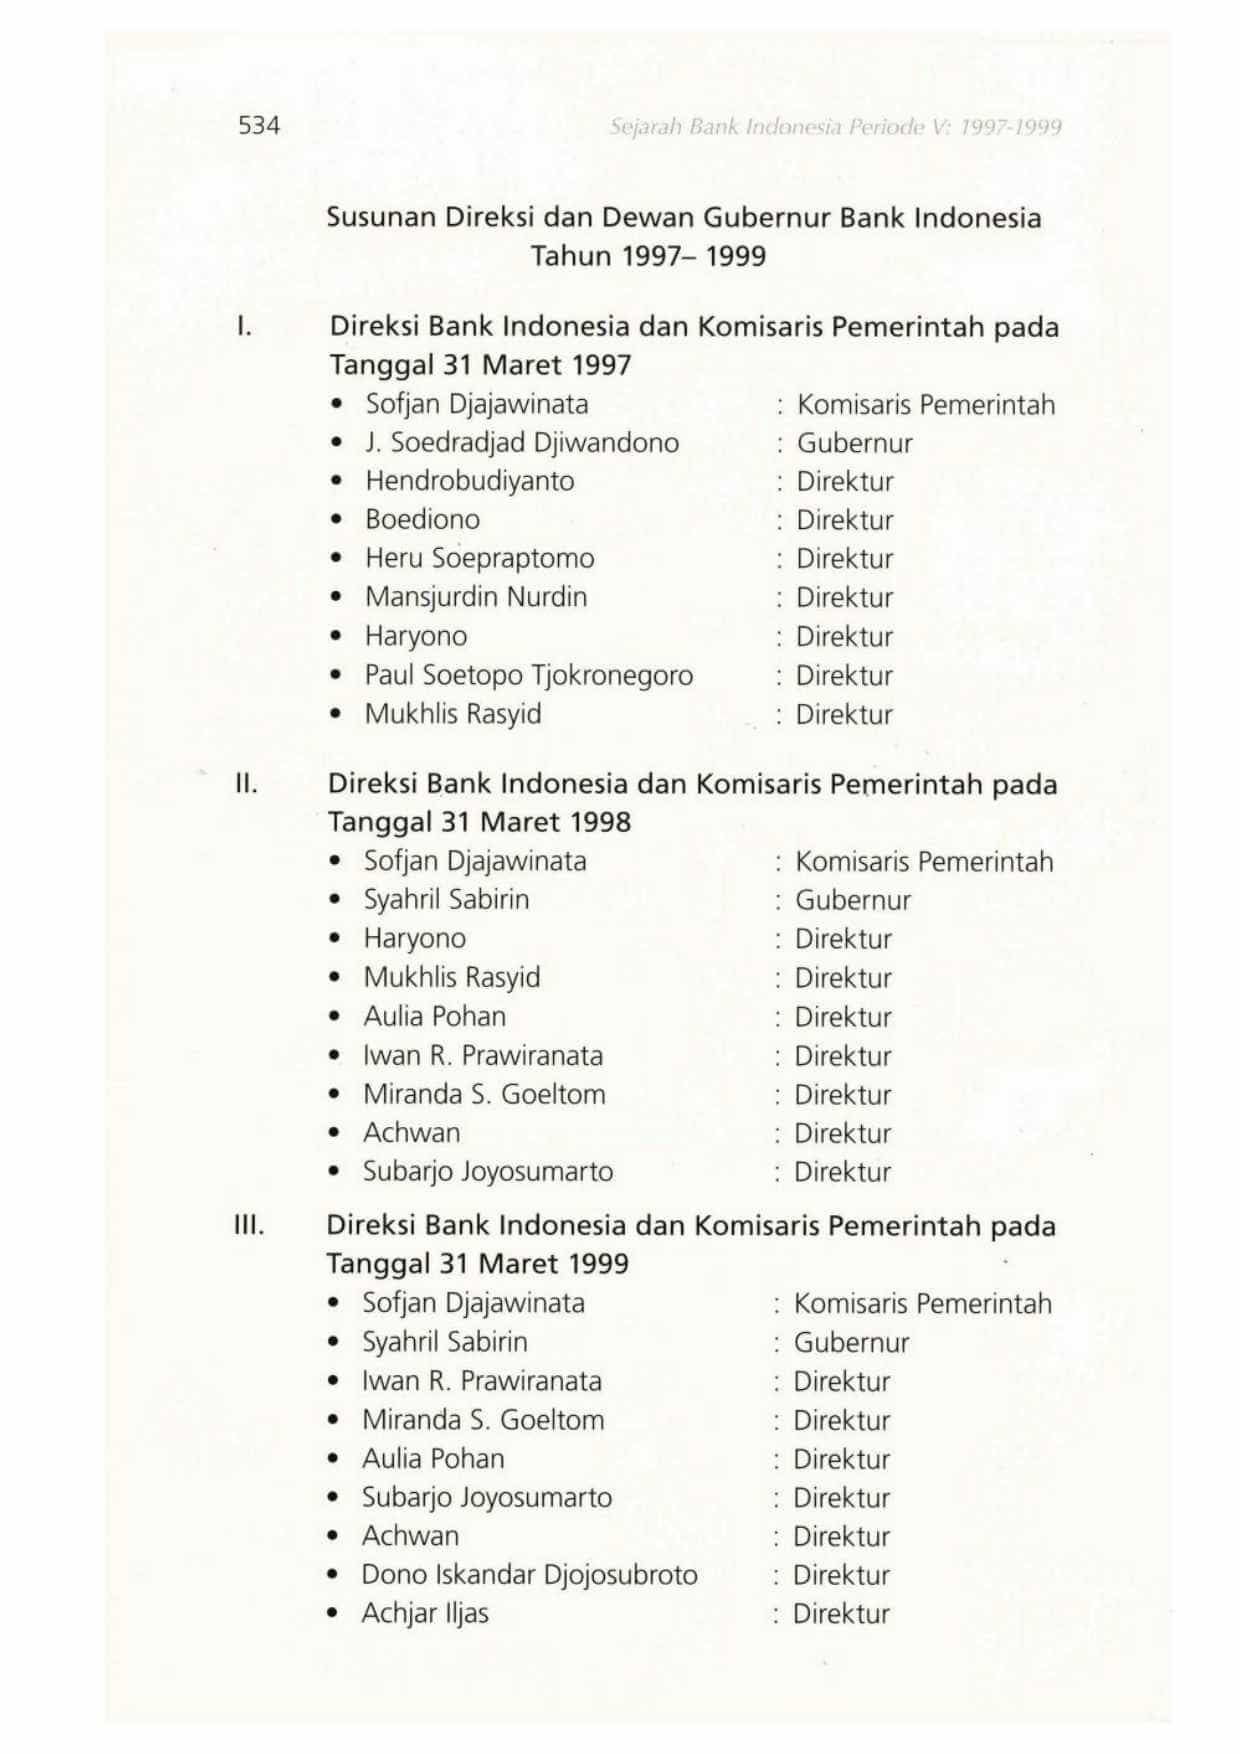 534
Sejarah Bank Indonesia Periode V: 1997-1999
Susunan Direksi dan Dewan Gubernur Bank Indonesia
Tahun 1997– 1999
I. Direksi Bank Indonesia dan Komisaris Pemerintah pada
Tanggal 31 Maret 1997
• Sofjan Djajawinata : Komisaris Pemerintah
• J. Soedradjad Djiwandono : Gubernur
• Hendrobudiyanto : Direktur
• Boediono : Direktur
• Heru Soepraptomo : Direktur
• Mansjurdin Nurdin : Direktur
• Haryono : Direktur
• Paul Soetopo Tjokronegoro : Direktur
• Mukhlis Rasyid : Direktur
II. Direksi Bank Indonesia dan Komisaris Pemerintah pada
Tanggal 31 Maret 1998
• Sofjan Djajawinata : Komisaris Pemerintah
• Syahril Sabirin : Gubernur
• Haryono : Direktur
• Mukhlis Rasyid : Direktur
• Aulia Pohan : Direktur
• Iwan R. Prawiranata : Direktur
• Miranda S. Goeltom : Direktur
• Achwan : Direktur
• Subarjo Joyosumarto : Direktur
III. Direksi Bank Indonesia dan Komisaris Pemerintah pada
Tanggal 31 Maret 1999
• Sofjan Djajawinata : Komisaris Pemerintah
• Syahril Sabirin : Gubernur
• Iwan R. Prawiranata : Direktur
• Miranda S. Goeltom : Direktur
• Aulia Pohan : Direktur
• Subarjo Joyosumarto : Direktur
• Achwan : Direktur
• Dono Iskandar Djojosubroto : Direktur
• Achjar Iljas : Direktur